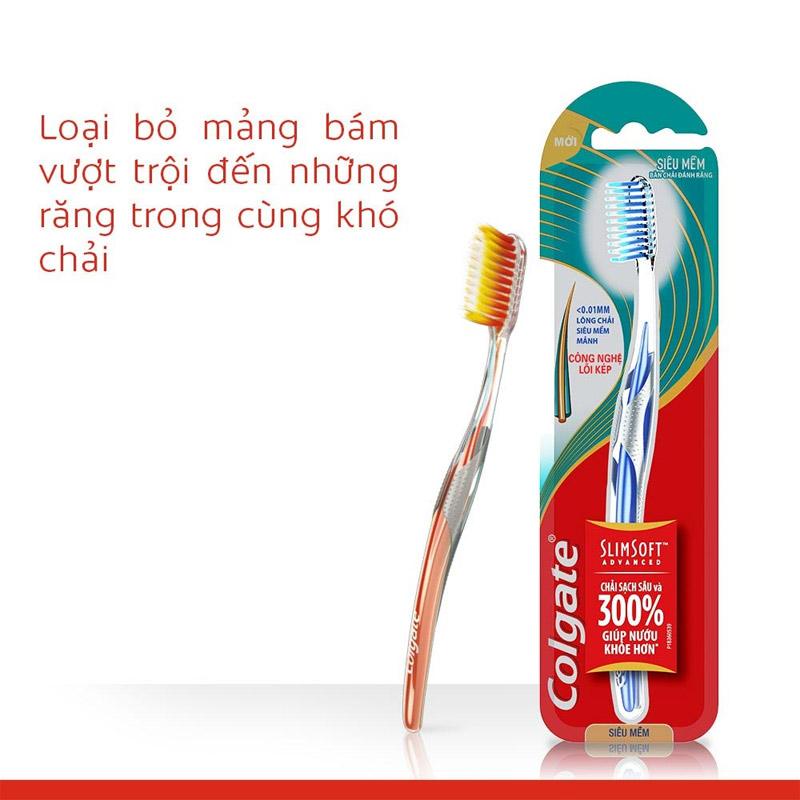 Loại bỏ mảng bám
vượt trội đến những
răng trong cùng khó
chải
MỚI
SIÊU MỀM
BÀN CHẢI ĐÁNH RĂNG
<0.01MM
LÔNG CHẢI
SIÊU MỀM
MẢNH
CÔNG NGHỆ
LÕI KÉP
Colgate®
SLIMSOFT™
ADVANCED
CHẢI SẠCH SÂU và
300%
GIÚP NƯỚU
KHỎE HƠN*
P1836053S
SIÊU MỀM
Colgate